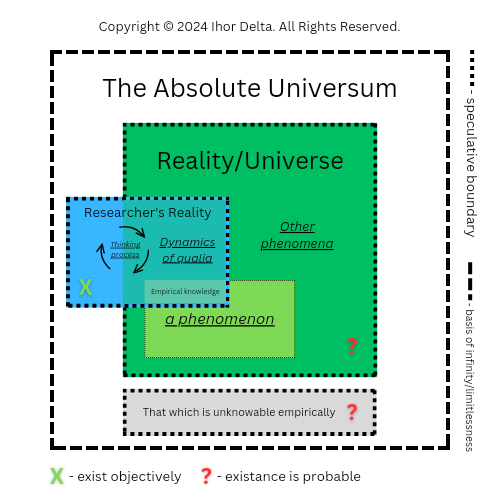 Copyright © 2024 Ihor Delta. All Rights Reserved.
The Absolute Universum
Reality/Universe
Researcher's Reality
Thinking
process
Dynamics
of qualia
Other
phenomena
X
Empirical knowledge
a phenomenon
?
That which is unknowable empirically ?
- speculative boundary
- basis of infinity/limitlessness
X - exist objectively ? - existance is probable